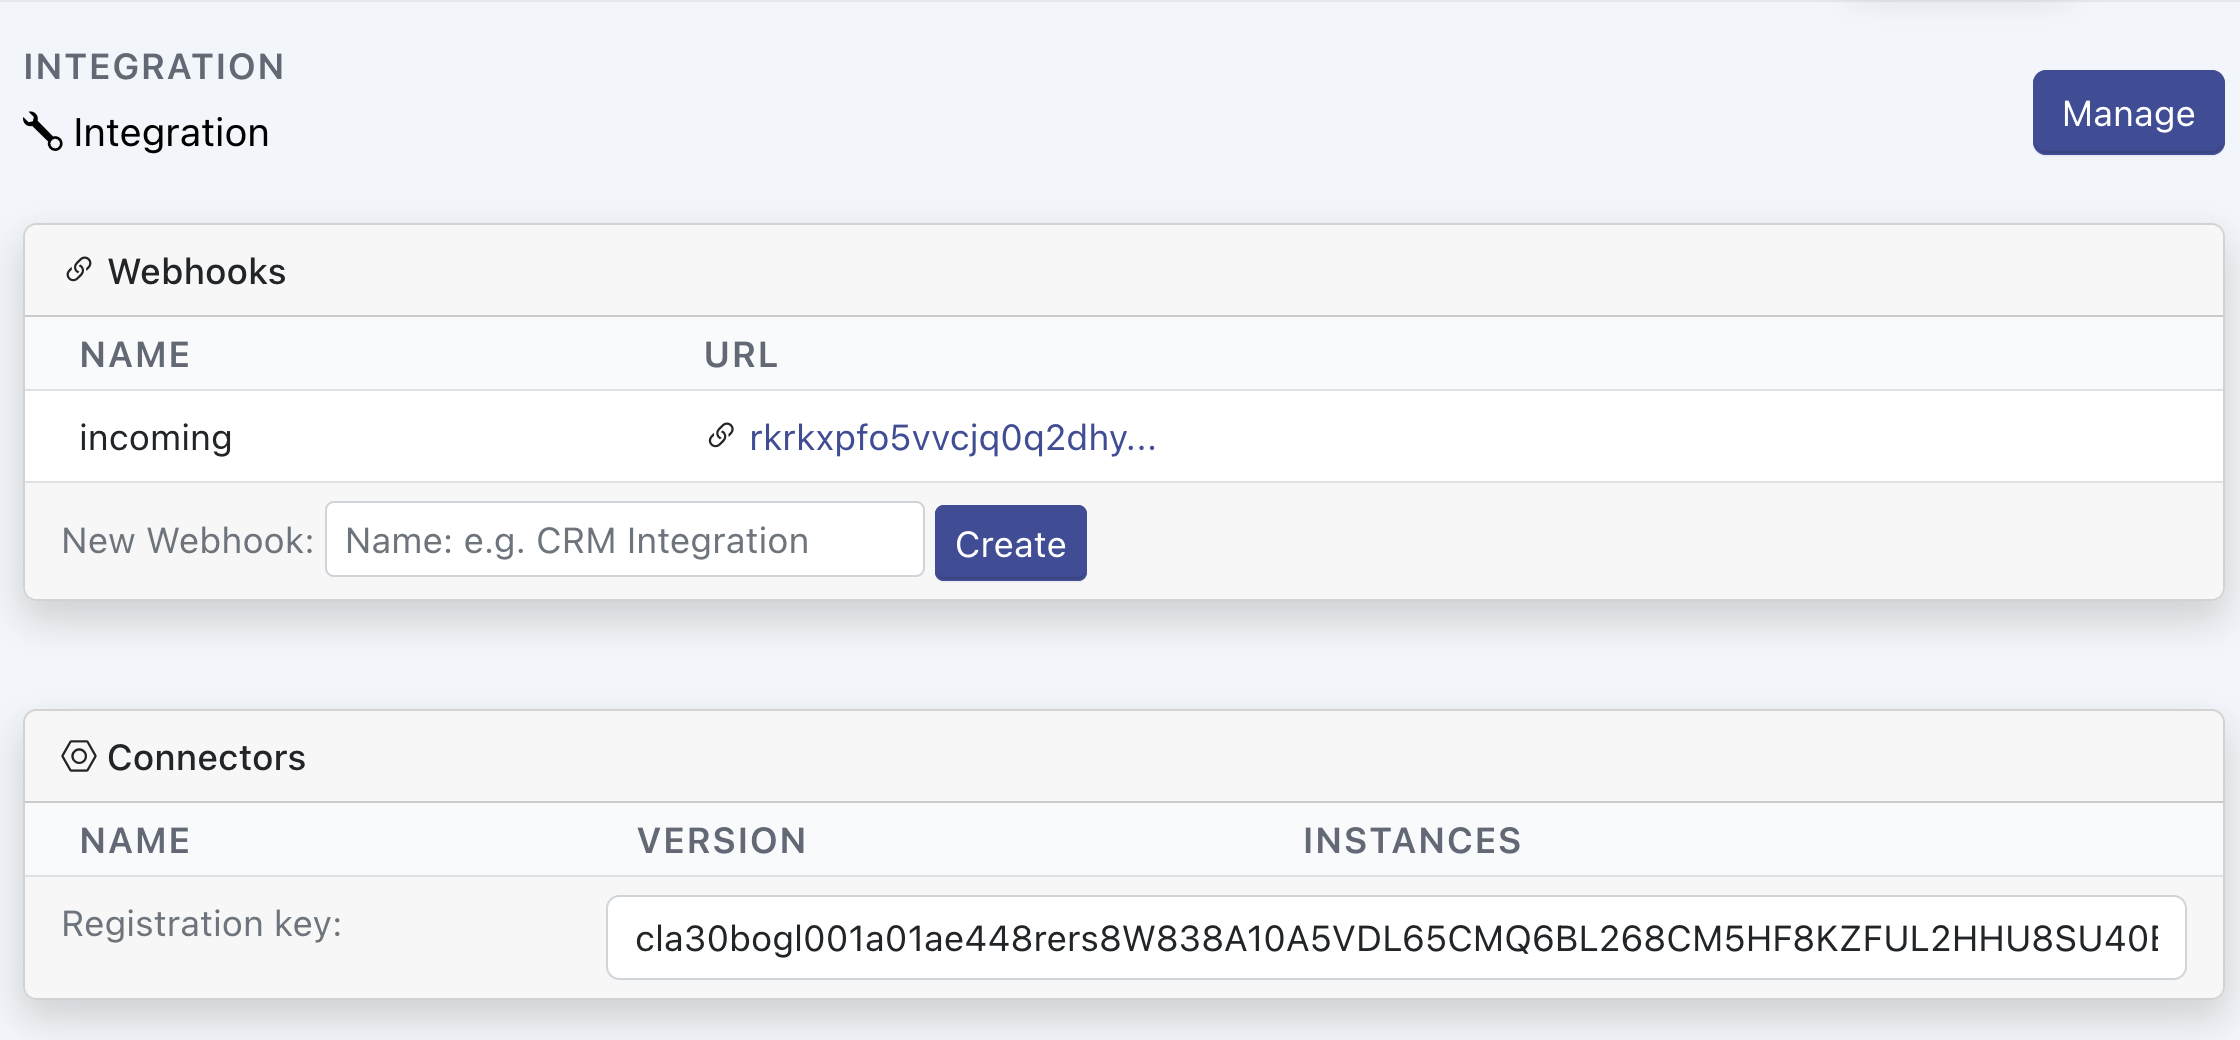 INTEGRATION
Integration
Manage
Webhooks
NAME URL
incoming rkrkxpfo5vvcjq0q2dhy...
New Webhook: Name: e.g. CRM Integration Create
Connectors
NAME VERSION INSTANCES
Registration key: cla30bogl001a01ae448rers8W838A10A5VDL65CMQ6BL268CM5HF8KZFUL2HHU8SU40